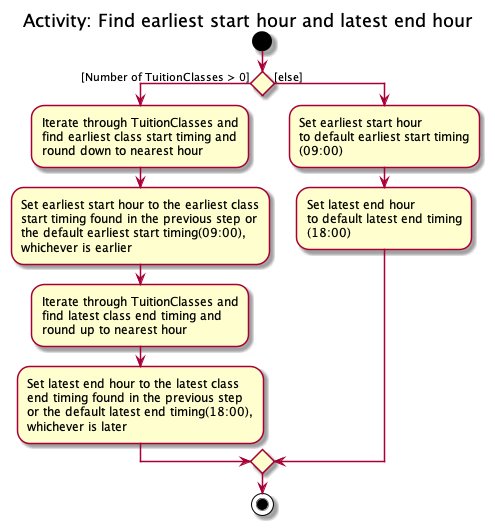 Activity: Find earliest start hour and latest end hour
[Number of TuitionClasses > 0]
[else]
Iterate through TuitionClasses and
find earliest class start timing and
round down to nearest hour
Set earliest start hour to the earliest class
start timing found in the previous step or
the default earliest start timing(09:00),
whichever is earlier
Iterate through TuitionClasses and
find latest class end timing and
round up to nearest hour
Set latest end hour to the latest class
end timing found in the previous step
or the default latest end timing(18:00),
whichever is later
Set earliest start hour
to default earliest start timing
(09:00)
Set latest end hour
to default latest end timing
(18:00)